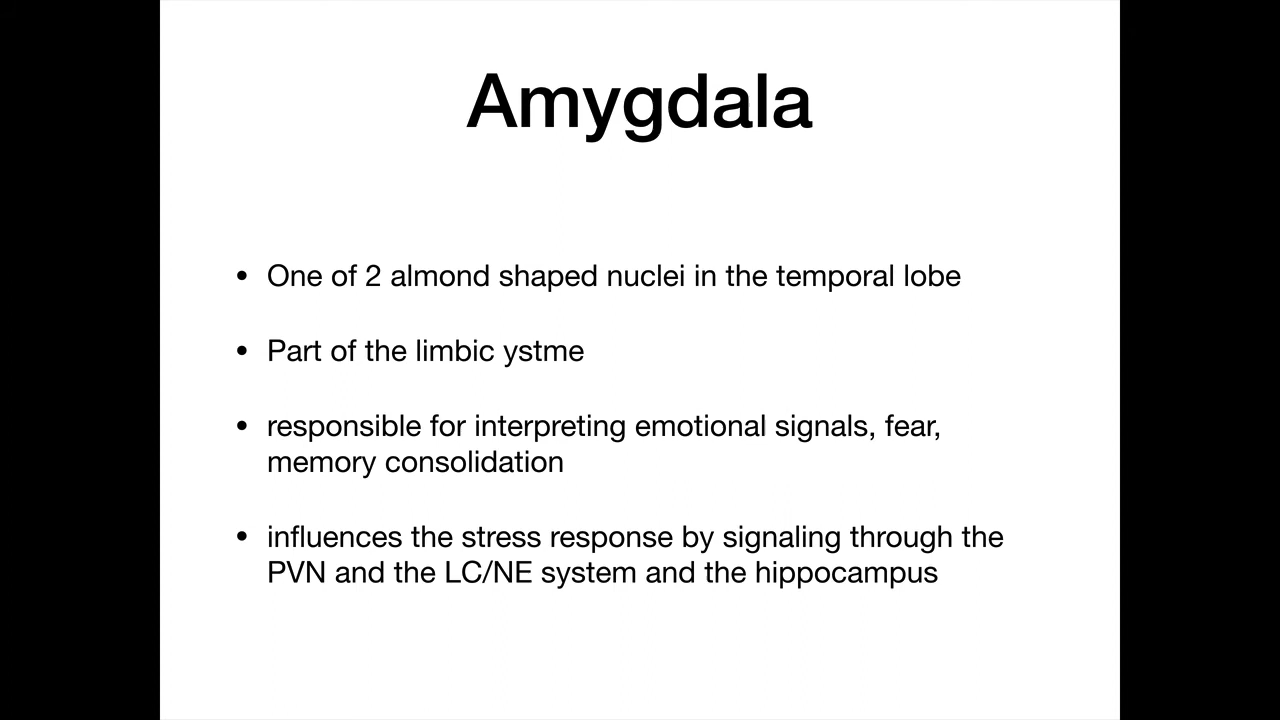 Amygdala
• One of 2 almond shaped nuclei in the temporal lobe
• Part of the limbic ystme
• responsible for interpreting emotional signals, fear,
memory consolidation
• influences the stress response by signaling through the
PVN and the LC/NE system and the hippocampus